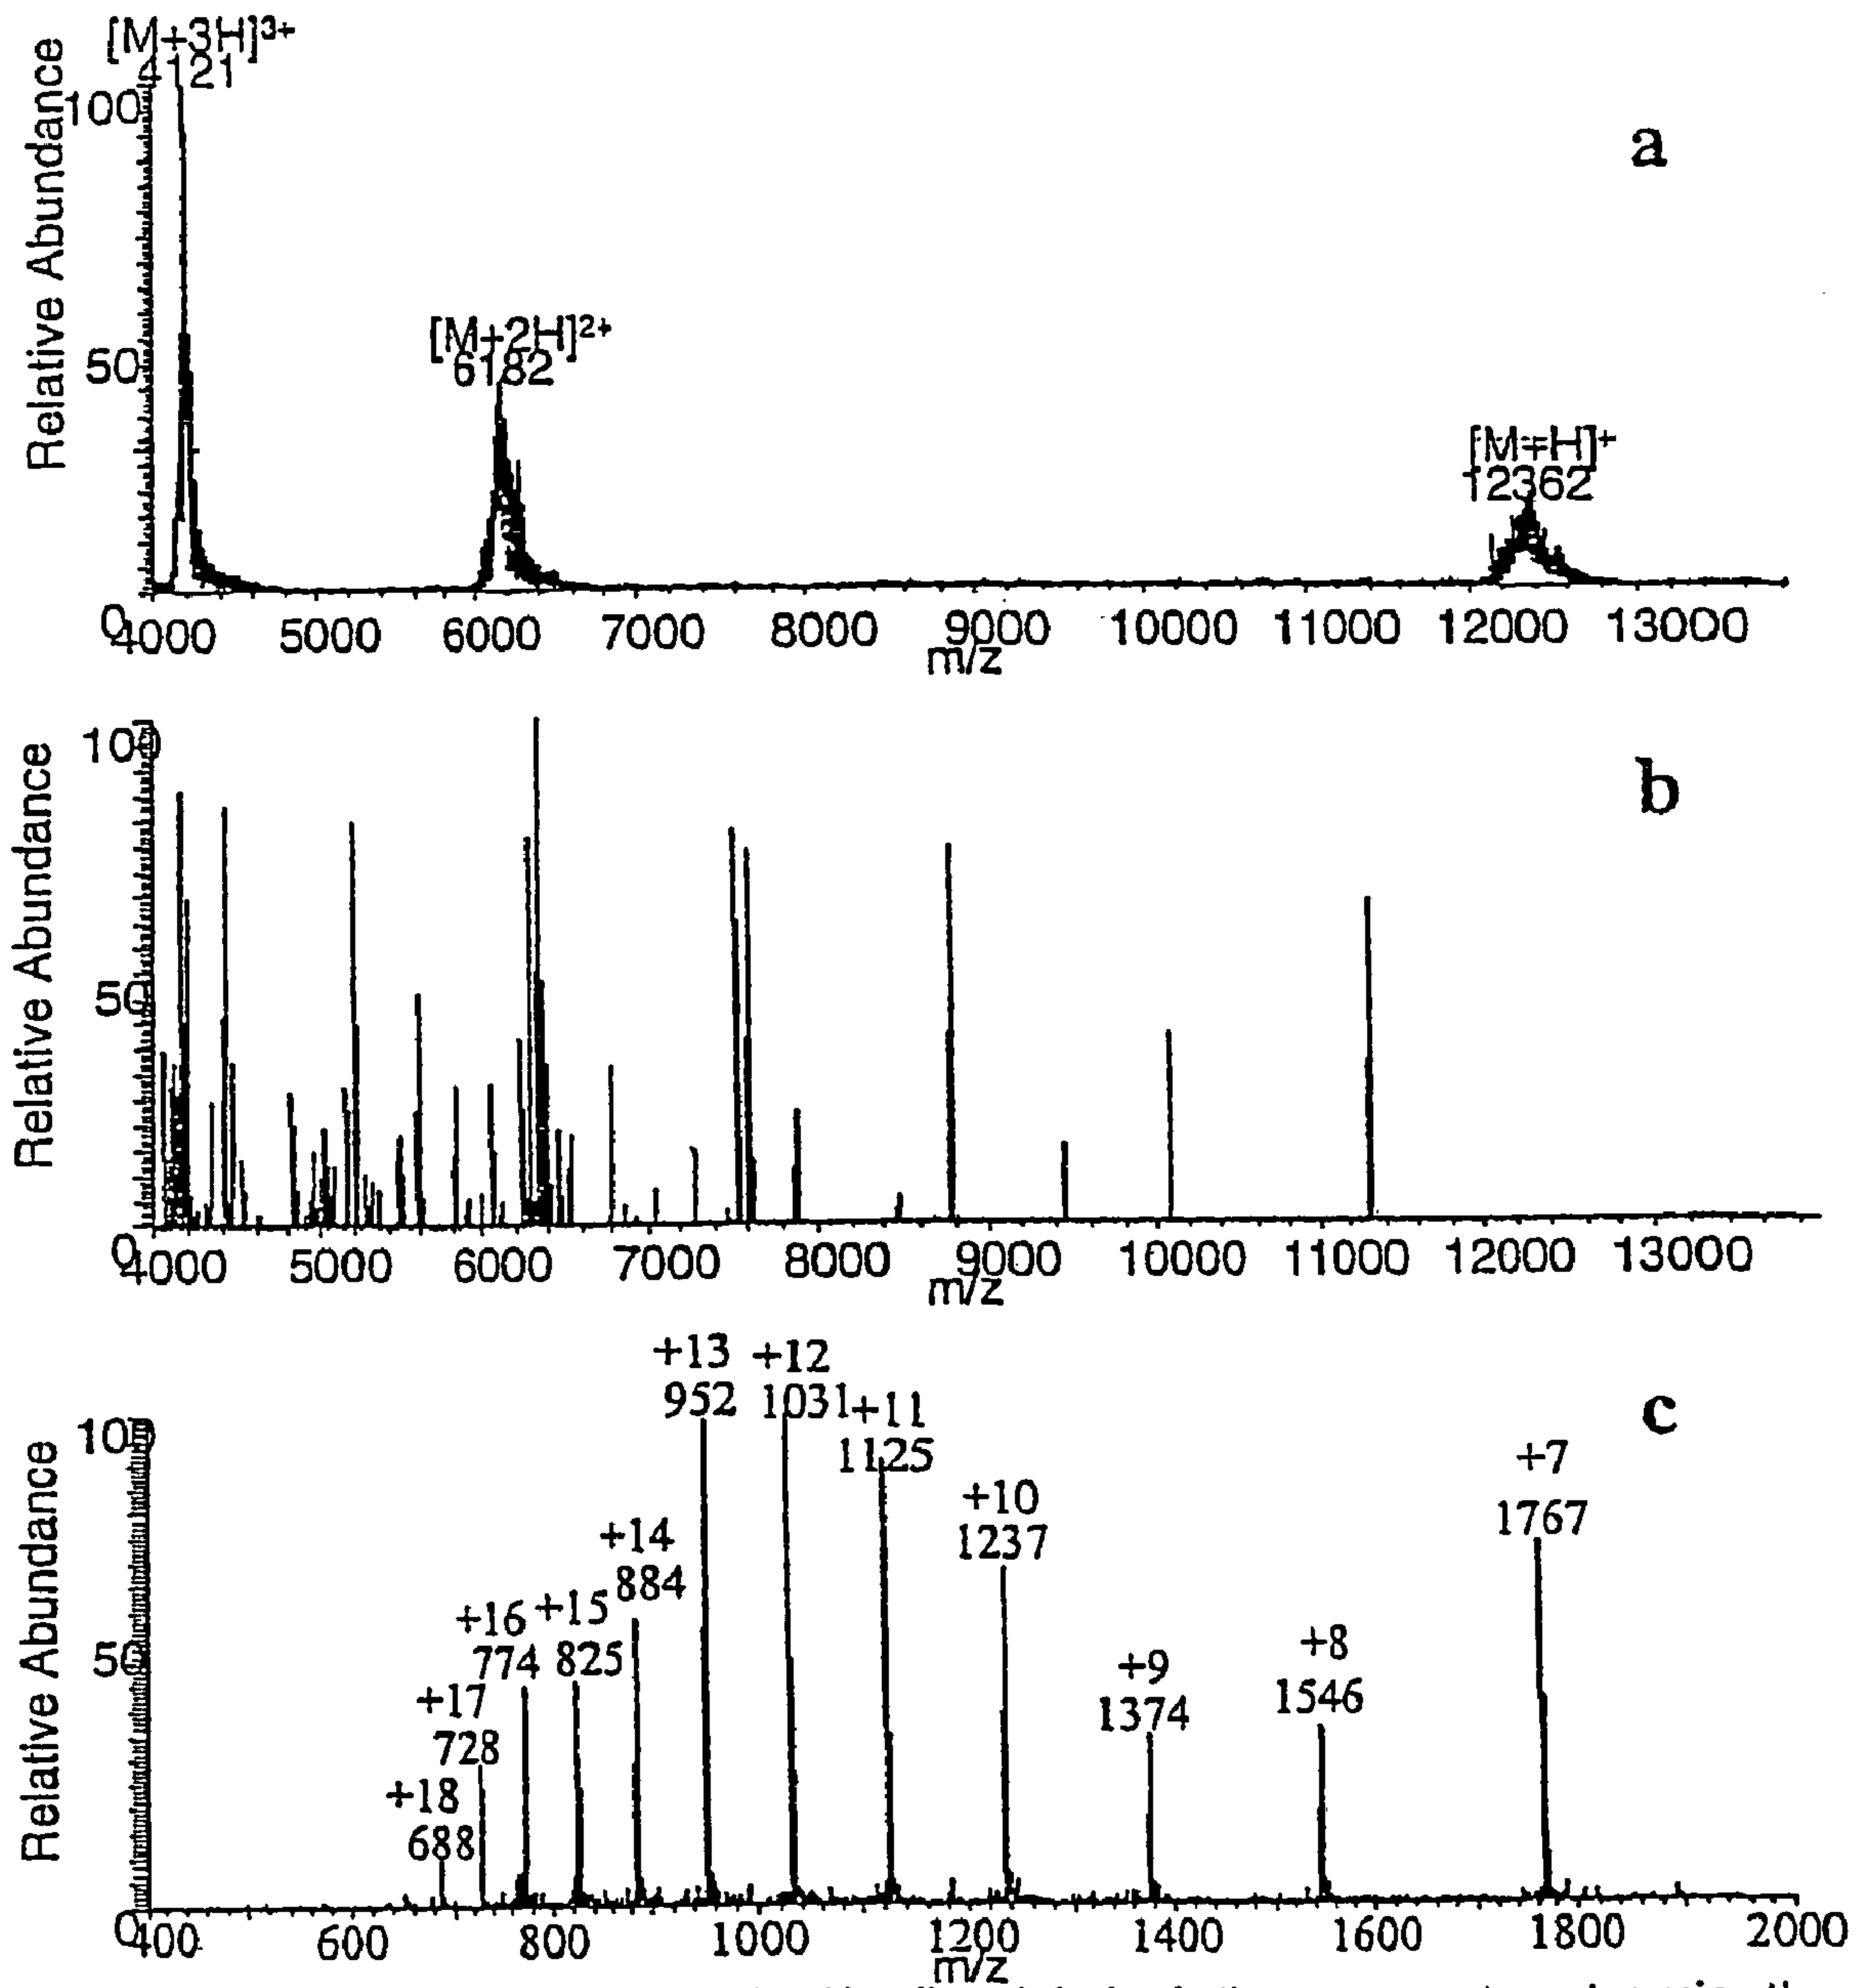 [M+3H]³⁺
4121
[M+2H]²⁺
6182
[M+H]⁺
12362
a
Relative Abundance
100
50
0
4000 5000 6000 7000 8000 9000 10000 11000 12000 13000
m/z
b
Relative Abundance
100
50
0
4000 5000 6000 7000 8000 9000 10000 11000 12000 13000
m/z
c
Relative Abundance
100
50
0
+18
688
+17
728
+16
774
+15
825
+14
884
+13
952
+12
1031
+11
1125
+10
1237
+9
1374
+8
1546
+7
1767
400 600 800 1000 1200 1400 1600 1800 2000
m/z